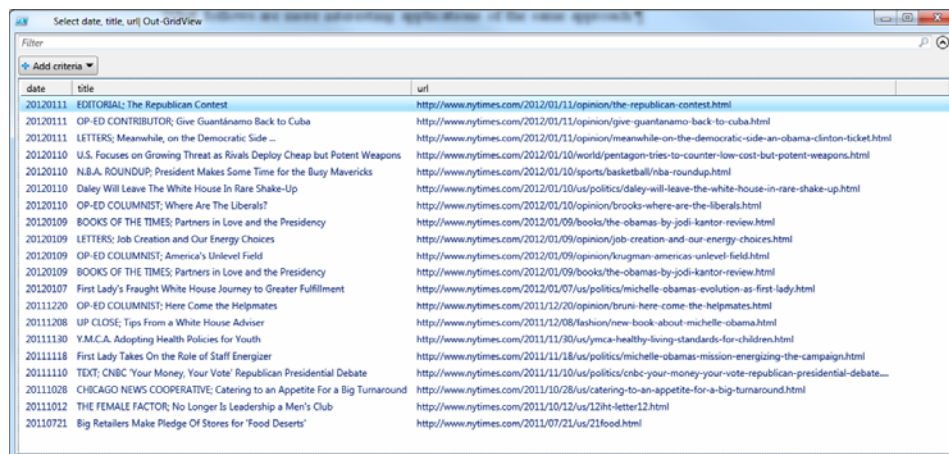 Select date, title, url| Out-GridView
Filter
Add criteria
date title url
20120111 EDITORIAL; The Republican Contest http://www.nytimes.com/2012/01/11/opinion/the-republican-contest.html
20120111 OP-ED CONTRIBUTOR; Give Guantánamo Back to Cuba http://www.nytimes.com/2012/01/11/opinion/give-guantanamo-back-to-cuba.html
20120111 LETTERS; Meanwhile, on the Democratic Side ... http://www.nytimes.com/2012/01/11/opinion/meanwhile-on-the-democratic-side-an-obama-clinton-ticket.html
20120110 U.S. Focuses on Growing Threat as Rivals Deploy Cheap but Potent Weapons http://www.nytimes.com/2012/01/10/world/pentagon-tries-to-counter-low-cost-but-potent-weapons.html
20120110 N.B.A. ROUNDUP; President Makes Some Time for the Busy Mavericks http://www.nytimes.com/2012/01/10/sports/basketball/nba-roundup.html
20120110 Daley Will Leave The White House In Rare Shake-Up http://www.nytimes.com/2012/01/10/us/politics/daley-will-leave-the-white-house-in-rare-shake-up.html
20120110 OP-ED COLUMNIST; Where Are The Liberals? http://www.nytimes.com/2012/01/10/opinion/brooks-where-are-the-liberals.html
20120109 BOOKS OF THE TIMES; Partners in Love and the Presidency http://www.nytimes.com/2012/01/09/books/the-obamas-by-jodi-kantor-review.html
20120109 LETTERS; Job Creation and Our Energy Choices http://www.nytimes.com/2012/01/09/opinion/job-creation-and-our-energy-choices.html
20120109 OP-ED COLUMNIST; America's Unlevel Field http://www.nytimes.com/2012/01/09/opinion/krugman-americas-unlevel-field.html
20120109 BOOKS OF THE TIMES; Partners in Love and the Presidency http://www.nytimes.com/2012/01/09/books/the-obamas-by-jodi-kantor-review.html
20120107 First Lady's Fraught White House Journey to Greater Fulfillment http://www.nytimes.com/2012/01/07/us/politics/michelle-obamas-evolution-as-first-lady.html
20111220 OP-ED COLUMNIST; Here Come the Helpmates http://www.nytimes.com/2011/12/20/opinion/bruni-here-come-the-helpmates.html
20111208 UP CLOSE; Tips From a White House Adviser http://www.nytimes.com/2011/12/08/fashion/new-book-about-michelle-obama.html
20111130 Y.M.C.A. Adopting Health Policies for Youth http://www.nytimes.com/2011/11/30/us/ymca-healthy-living-standards-for-children.html
20111118 First Lady Takes On the Role of Staff Energizer http://www.nytimes.com/2011/11/18/us/politics/michelle-obamas-mission-energizing-the-campaign.html
20111110 TEXT; CNBC 'Your Money, Your Vote' Republican Presidential Debate http://www.nytimes.com/2011/11/10/us/politics/cnbc-your-money-your-vote-republican-presidential-debate....
20111028 CHICAGO NEWS COOPERATIVE; Catering to an Appetite For a Big Turnaround http://www.nytimes.com/2011/10/28/us/catering-to-an-appetite-for-a-big-turnaround.html
20111012 THE FEMALE FACTOR; No Longer Is Leadership a Men's Club http://www.nytimes.com/2011/10/12/us/12iht-letter12.html
20110721 Big Retailers Make Pledge Of Stores for 'Food Deserts' http://www.nytimes.com/2011/07/21/us/21food.html